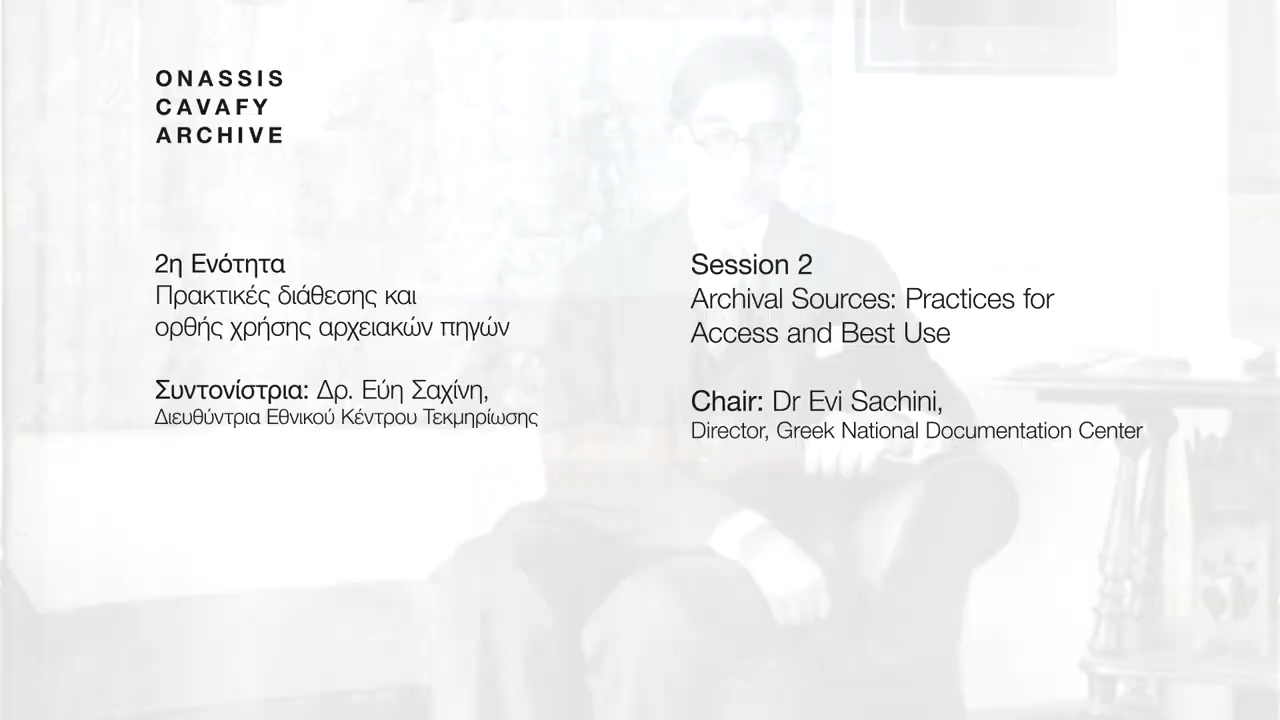 ONASSIS
CAVAFY
ARCHIVE
2η Ενότητα
Πρακτικές διάθεσης και
ορθής χρήσης αρχειακών πηγών
Συντονίστρια: Δρ. Εύη Σαχίνη,
Διευθύντρια Εθνικού Κέντρου Τεκμηρίωσης
Session 2
Archival Sources: Practices for
Access and Best Use
Chair: Dr Evi Sachini,
Director, Greek National Documentation Center